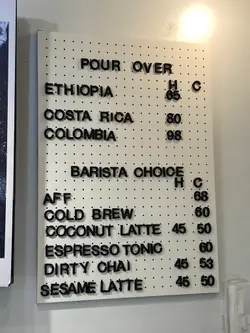 POUR OVER
H C
ETHIOPIA 65
COSTA RICA 80
COLOMBIA 98
BARISTA CHOICE
H C
AFF 68
COLD BREW 60
COCONUT LATTE 45 50
ESPRESSO TONIC 60
DIRTY CHAI 45 53
SESAME LATTE 45 50